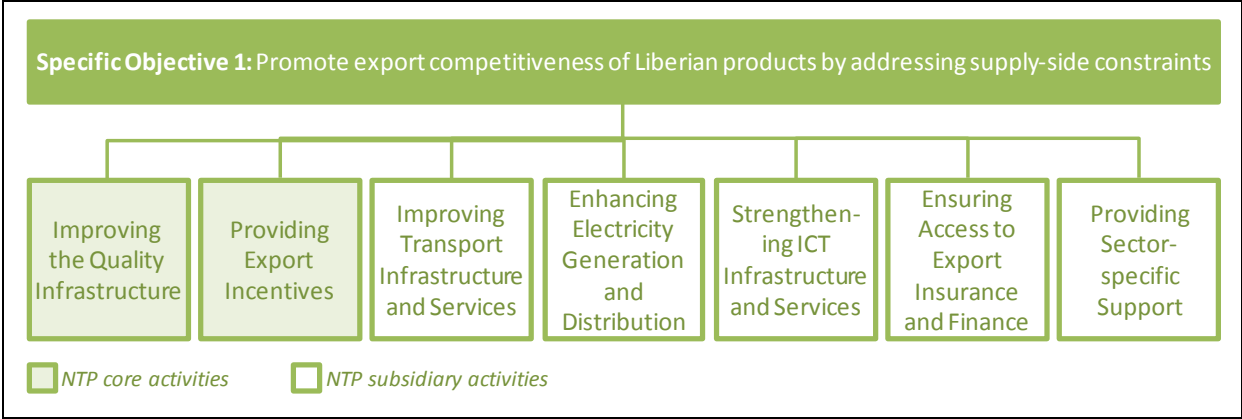 Specific Objective 1: Promote export competitiveness of Liberian products by addressing supply-side constraints
Improving
the Quality
Infrastructure
Providing
Export
Incentives
Improving
Transport
Infrastructure
and Services
Enhancing
Electricity
Generation
and
Distribution
Strengthen-
ing ICT
Infrastructure
and Services
Ensuring
Access to
Export
Insurance
and Finance
Providing
Sector-
specific
Support
NTP core activities
NTP subsidiary activities